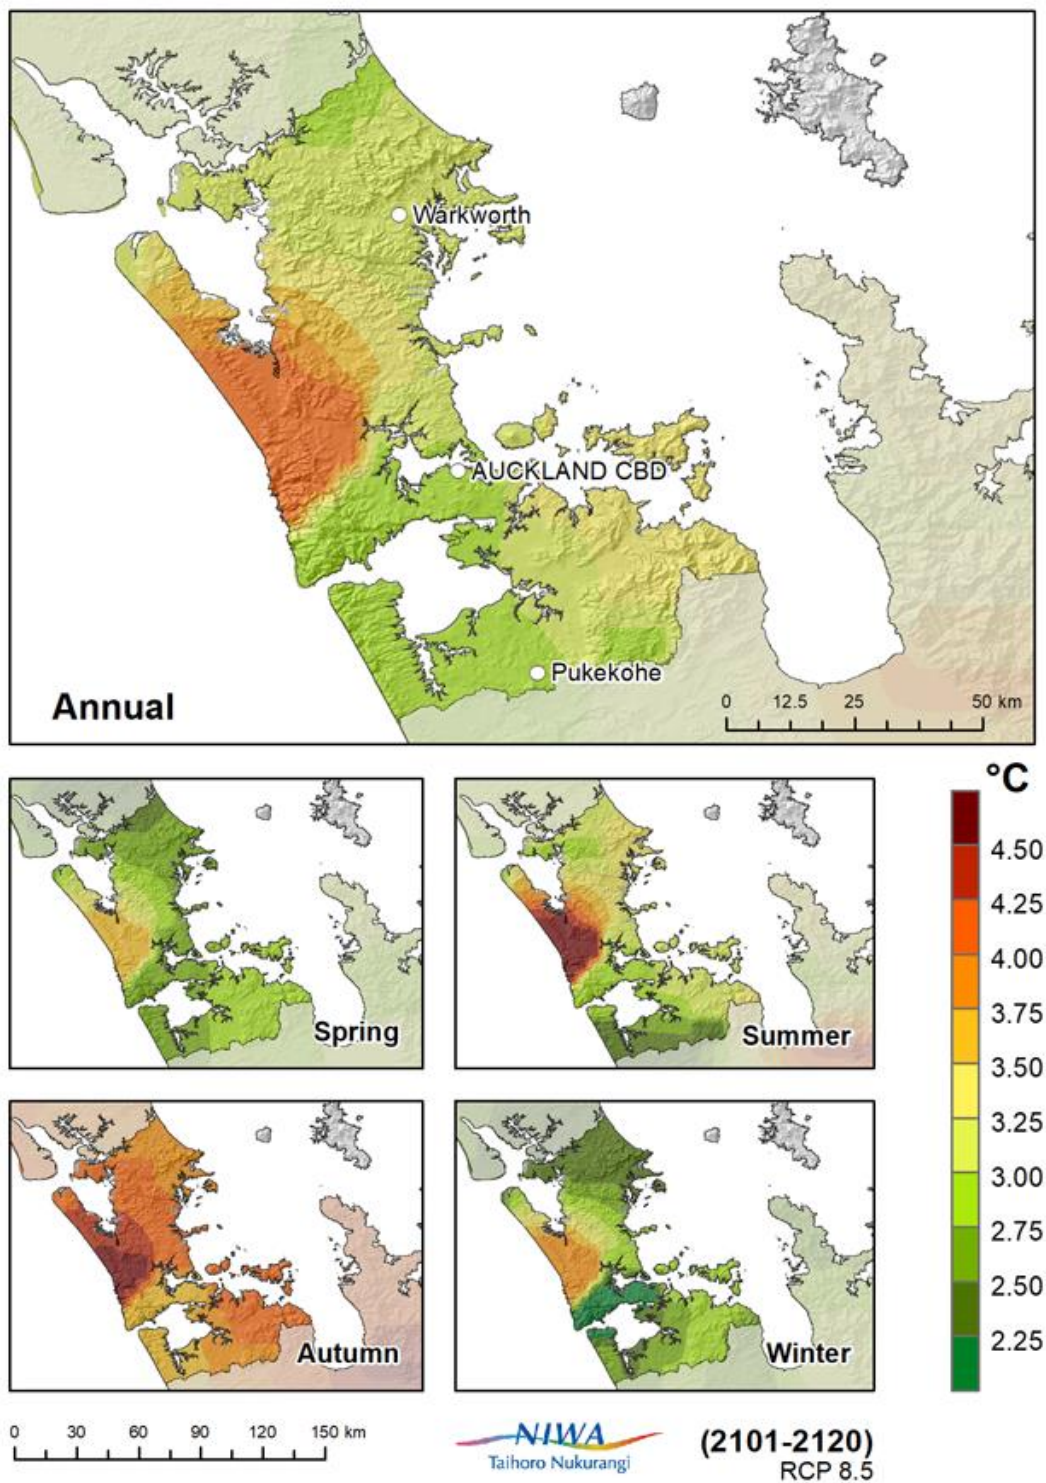 Warkworth
AUCKLAND CBD
Pukekohe
Annual
0 12.5 25 50 km
°C
4.50
4.25
4.00
3.75
3.50
3.25
3.00
2.75
2.50
2.25
Spring
Summer
Autumn
Winter
0 30 60 90 120 150 km
NIWA
Taihoro Nukurangi
(2101-2120)
RCP 8.5